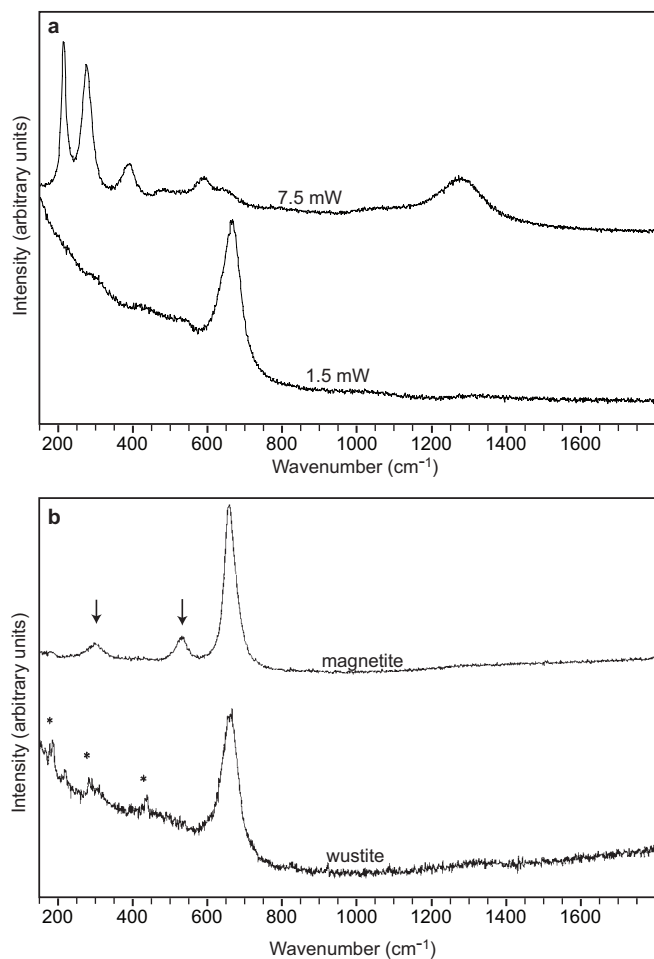 a
Intensity (arbitrary units)
7.5 mW
1.5 mW
200 400 600 800 1000 1200 1400 1600
Wavenumber (cm⁻¹)
b
Intensity (arbitrary units)
magnetite
*
*
*
wustite
200 400 600 800 1000 1200 1400 1600
Wavenumber (cm⁻¹)